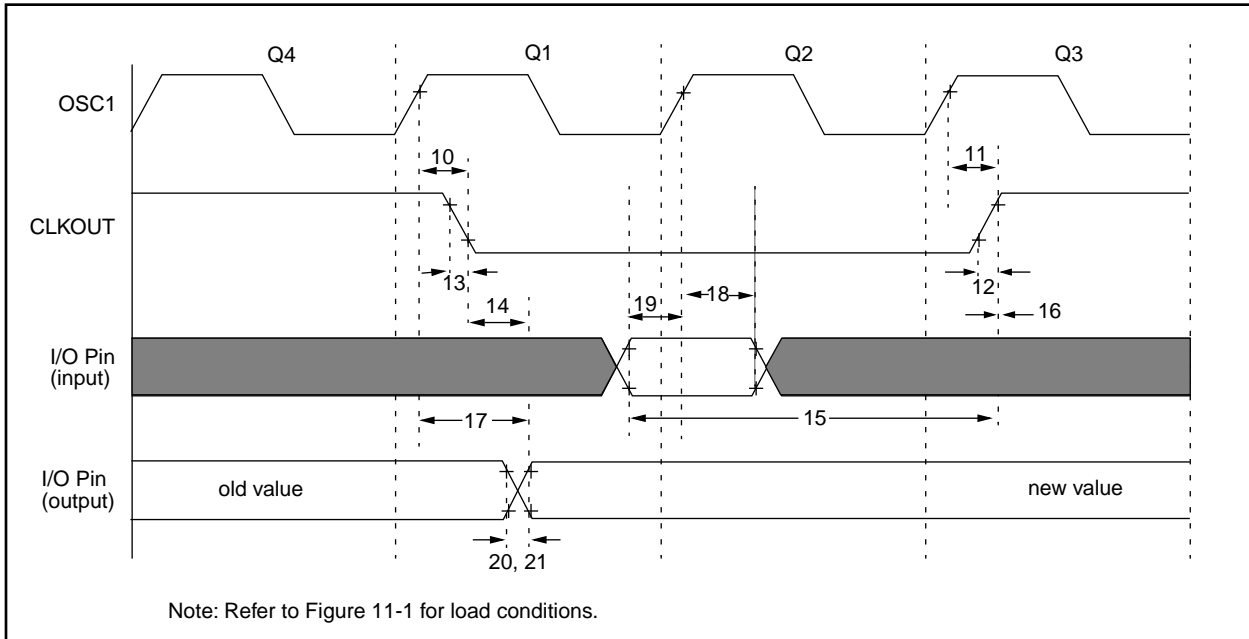 Q4 Q1 Q2 Q3
OSC1
10 11
CLKOUT
13 12
19 18
14 16
I/O Pin
(input)
17 15
I/O Pin
(output)
old value new value
20, 21
Note: Refer to Figure 11-1 for load conditions.